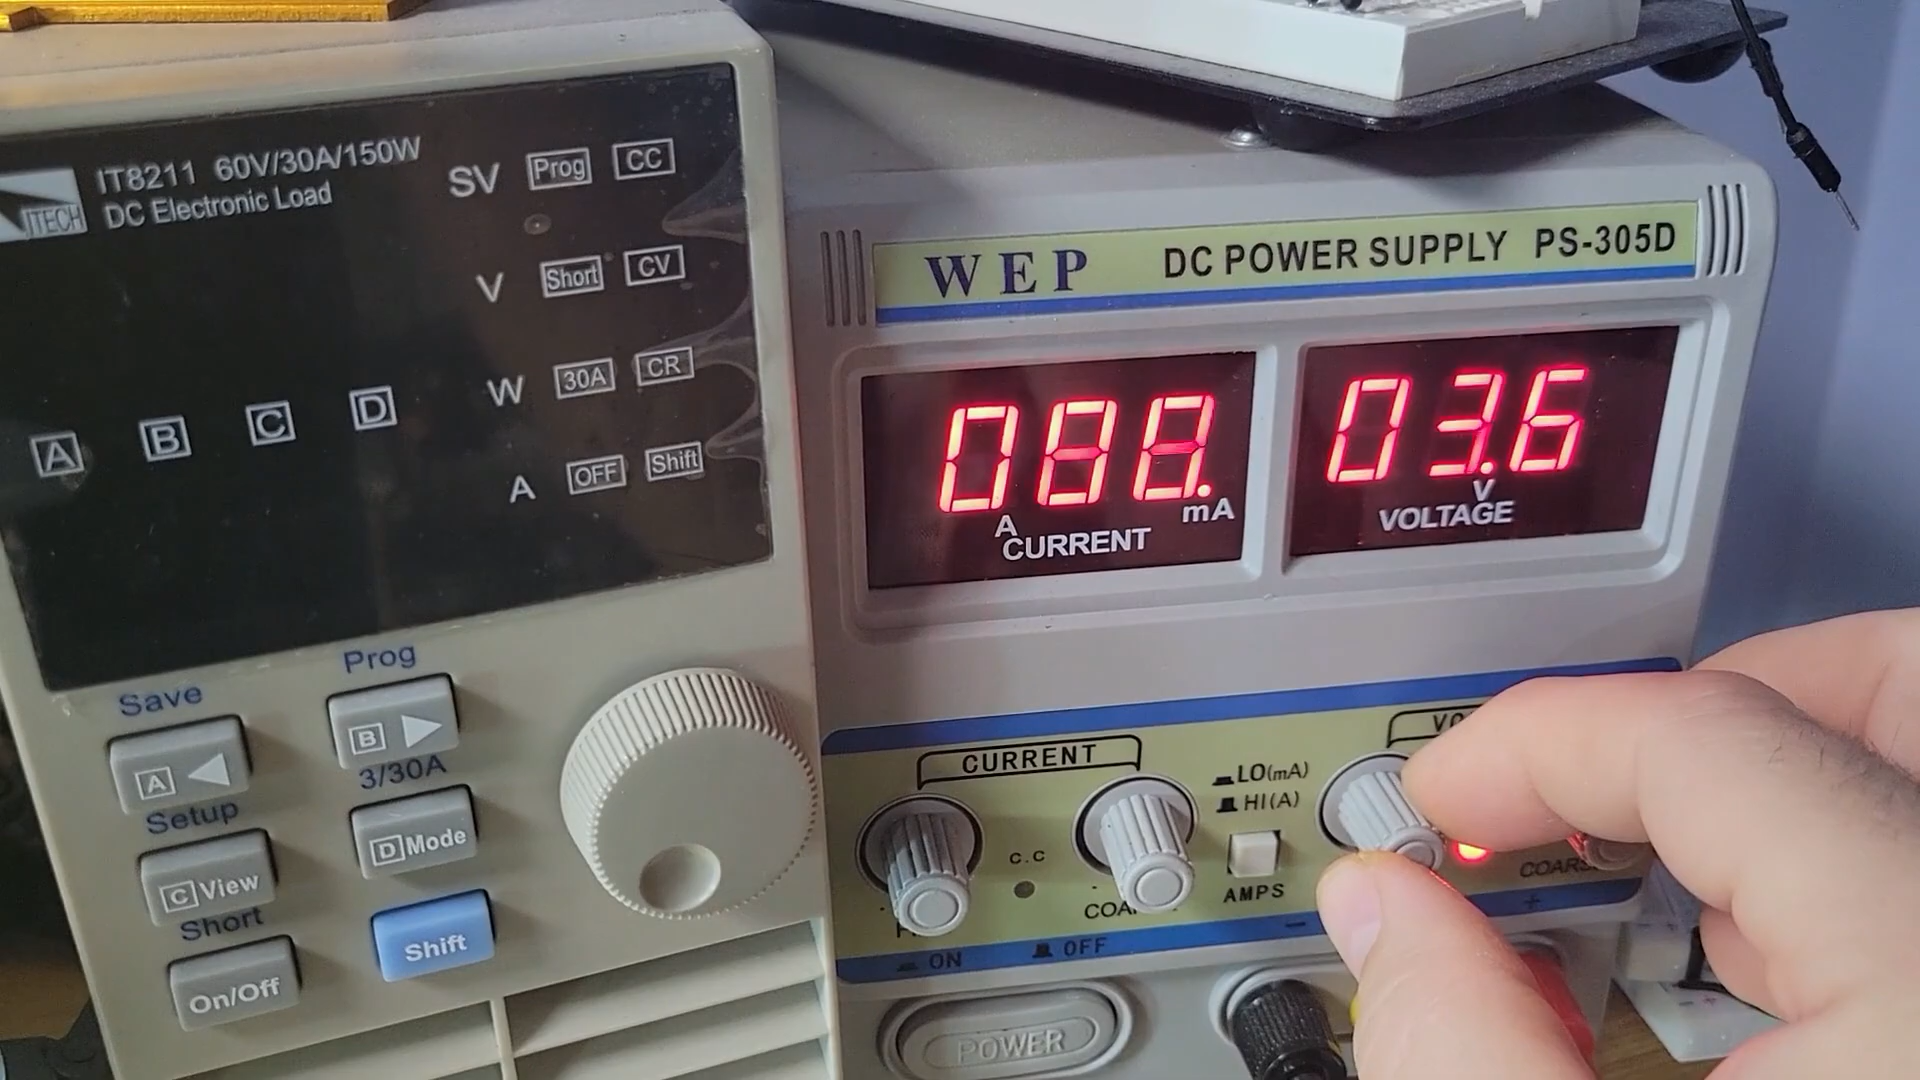 ITECH
IT8211 60V/30A/150W
DC Electronic Load
SV Prog CC
V Short CV
W 30A CR
A B C D
A OFF Shift
Save
Prog
A
B
Setup
3/30A
C View
D Mode
Short
On/Off
Shift
WEP DC POWER SUPPLY PS-305D
088.
A mA
CURRENT
03.6
V
VOLTAGE
CURRENT
LO(mA)
HI(A)
C.C
AMPS
ON OFF
- +
POWER